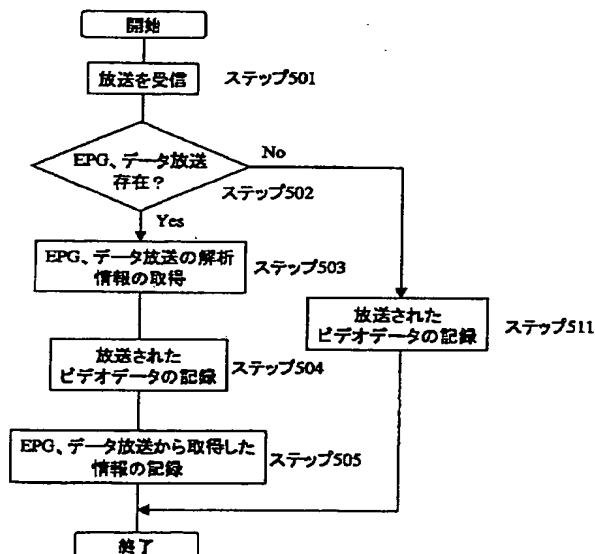 開始
放送を受信
ステップ501
EPG、データ放送
存在？
No
ステップ502
Yes
EPG、データ放送の解析
情報の取得
ステップ503
放送された
ビデオデータの記録
ステップ511
放送された
ビデオデータの記録
ステップ504
EPG、データ放送から取得した
情報の記録
ステップ505
終了